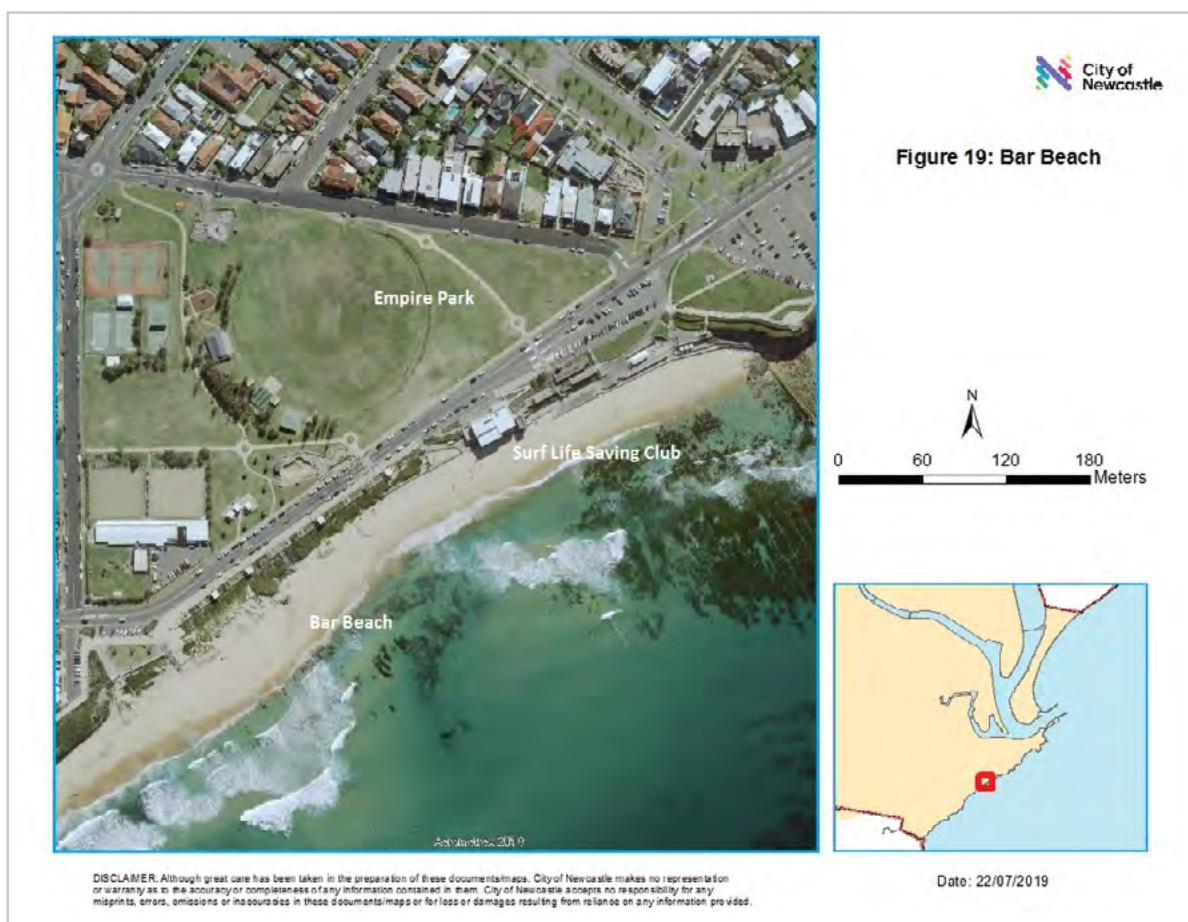 City of
Newcastle
Figure 19: Bar Beach
Empire Park
Surf Life Saving Club
Bar Beach
N
0 60 120 180
Meters
Aerometrex 2019
DISCLAIMER: Although great care has been taken in the preparation of these documents/maps. City of Newcastle makes no representation
or warranty as to the accuracy or completeness of any information contained in them. City of Newcastle accepts no responsibility for any
misprints, errors, omissions or inaccuracies in these documents/maps or for loss or damages resulting from reliance on any information provided.
Date: 22/07/2019